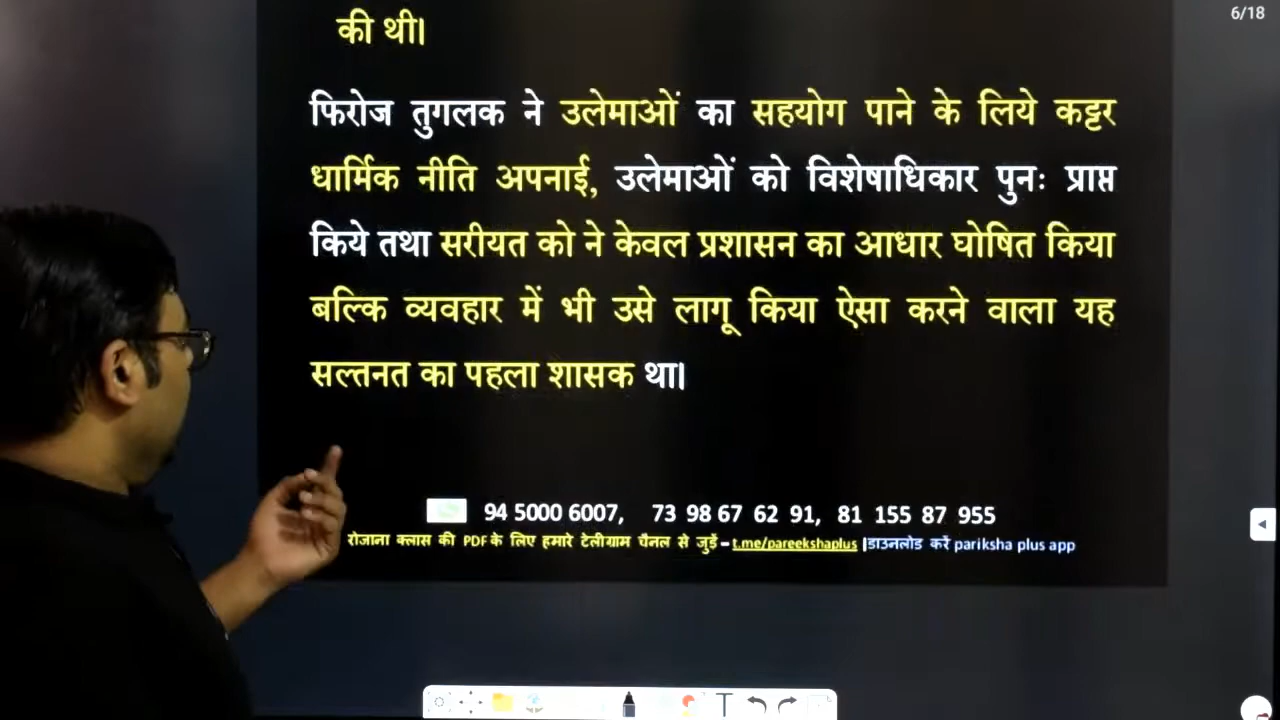 6/18
की थी।
फिरोज तुगलक ने उलेमाओं का सहयोग पाने के लिये कट्टर
धार्मिक नीति अपनाई, उलेमाओं को विशेषाधिकार पुनः प्राप्त
किये तथा सरीयत को ने केवल प्रशासन का आधार घोषित किया
बल्कि व्यवहार में भी उसे लागू किया ऐसा करने वाला यह
सल्तनत का पहला शासक था।
94 5000 6007, 73 98 67 62 91, 81 155 87 955
रोजाना क्लास की PDF के लिए हमारे टेलीग्राम चैनल से जुड़ें – t.me/pareekshaplus |डाउनलोड करें pariksha plus app
T